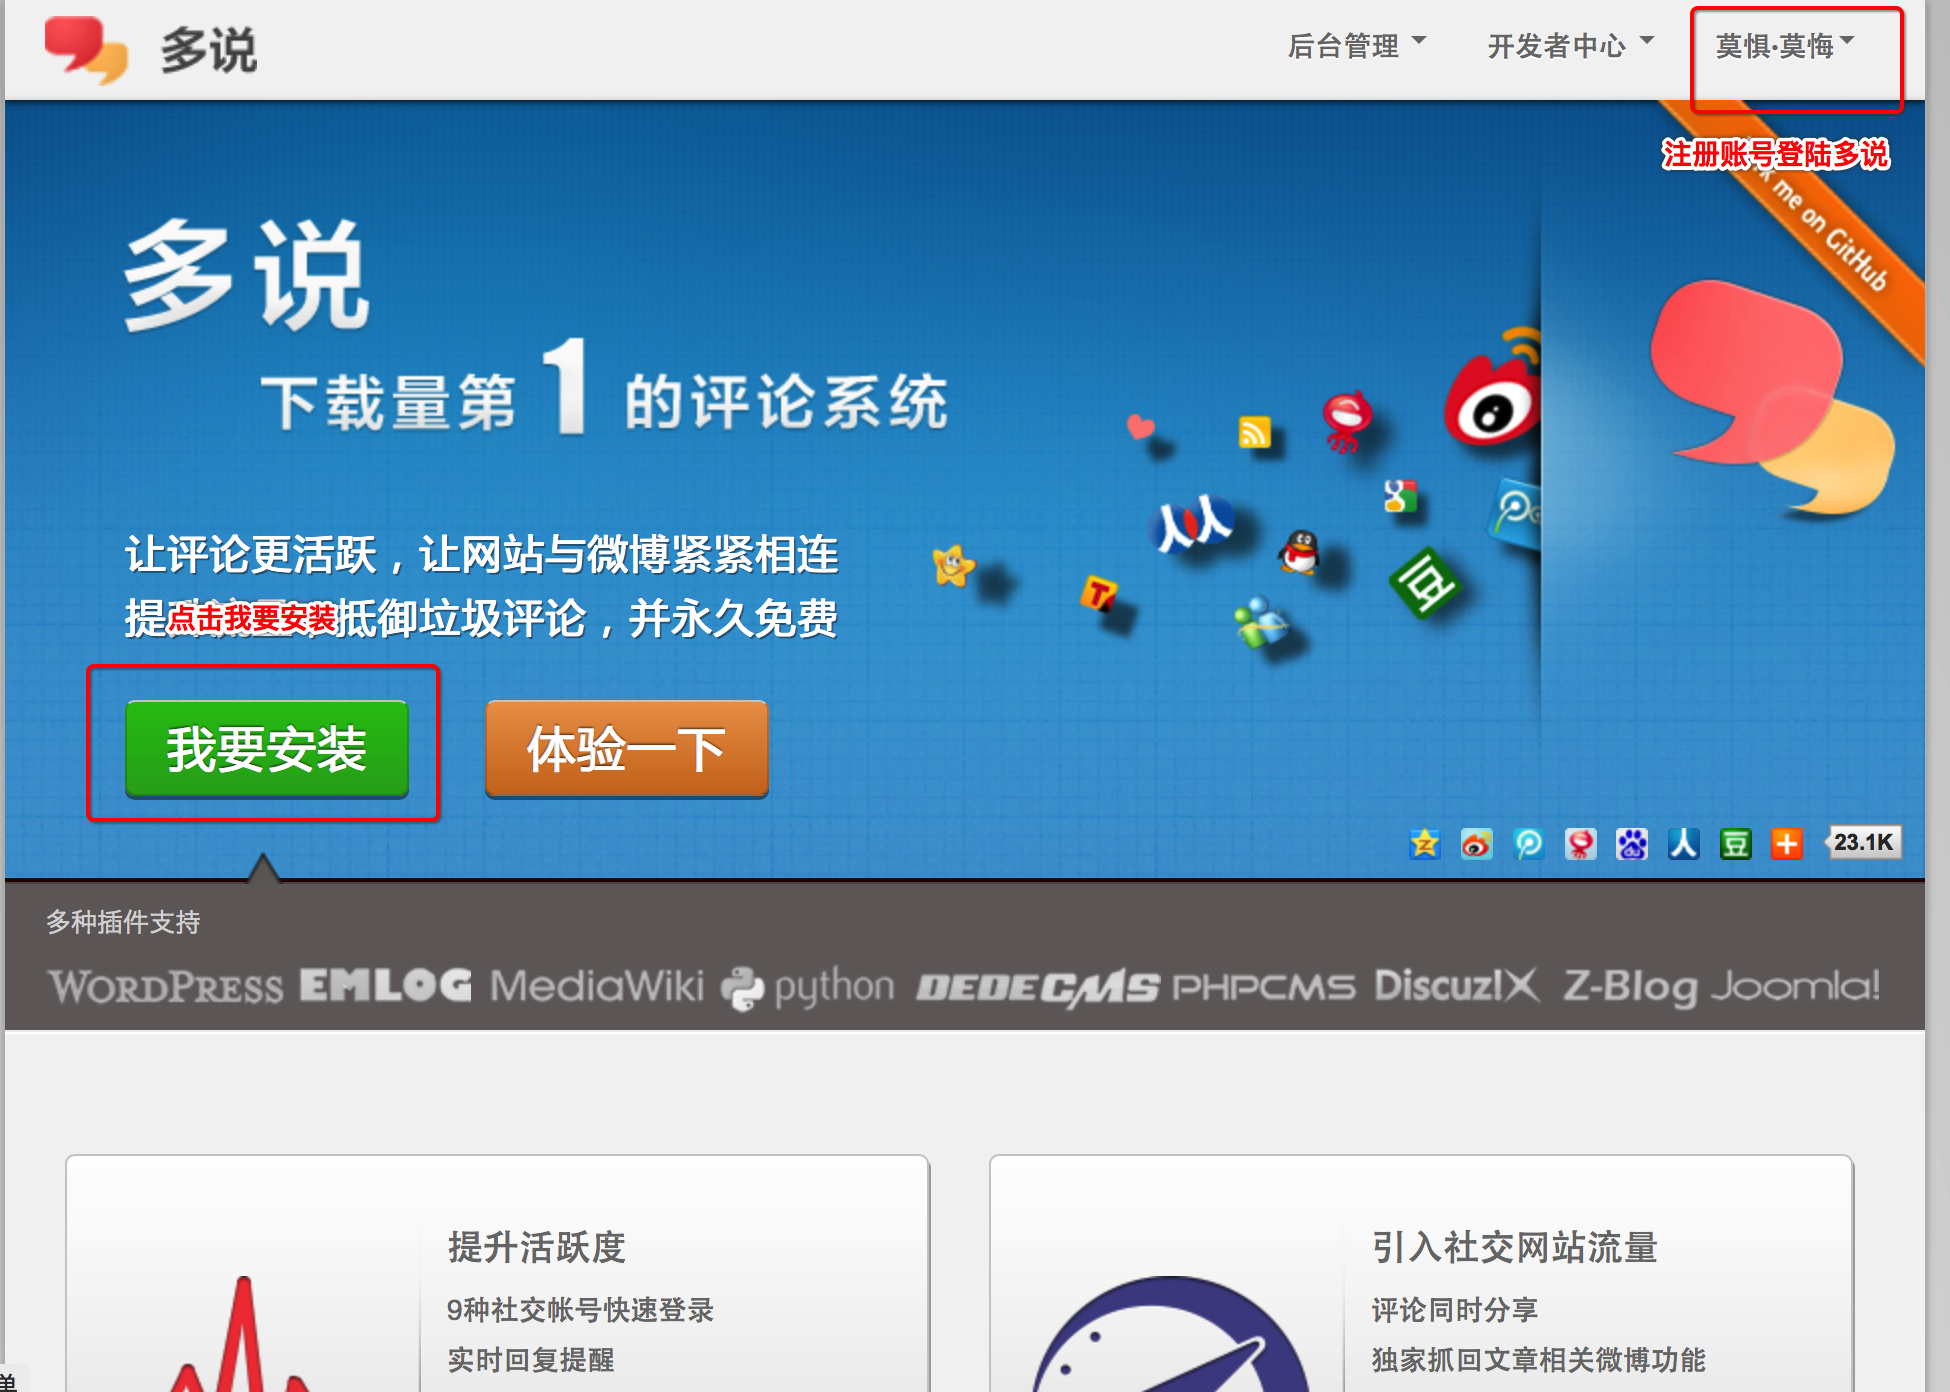 多说
后台管理
开发者中心
莫惧·莫悔
注册账号登陆多说
k me on GitHub
多说
下载量第1的评论系统
让评论更活跃，让网站与微博紧紧相连
提
点击我要安装
抵御垃圾评论，并永久免费
我要安装
体验一下
23.1K
多种插件支持
WORDPRESS EMLOG MediaWiki python DEDECMS PHPCMS Discuz!X Z-Blog Joomla!
提升活跃度
9种社交帐号快速登录
实时回复提醒
引入社交网站流量
评论同时分享
独家抓回文章相关微博功能
单